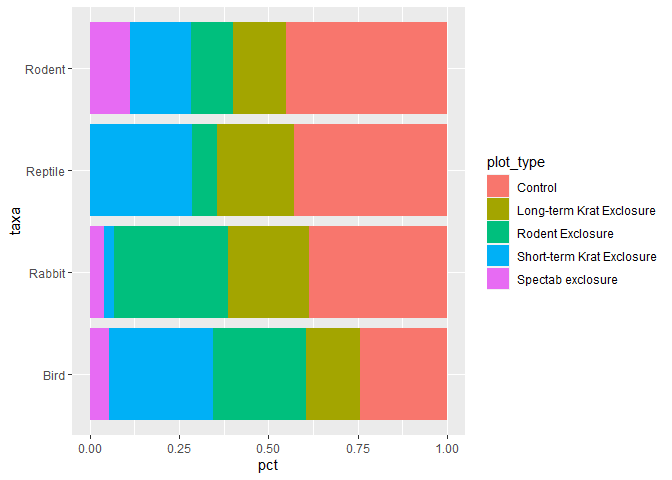 Rodent
Reptile
Rabbit
Bird
taxa
0.00
0.25
0.50
0.75
1.00
pct
plot_type
Control
Long-term Krat Exclosure
Rodent Exclosure
Short-term Krat Exclosure
Spectab exclosure